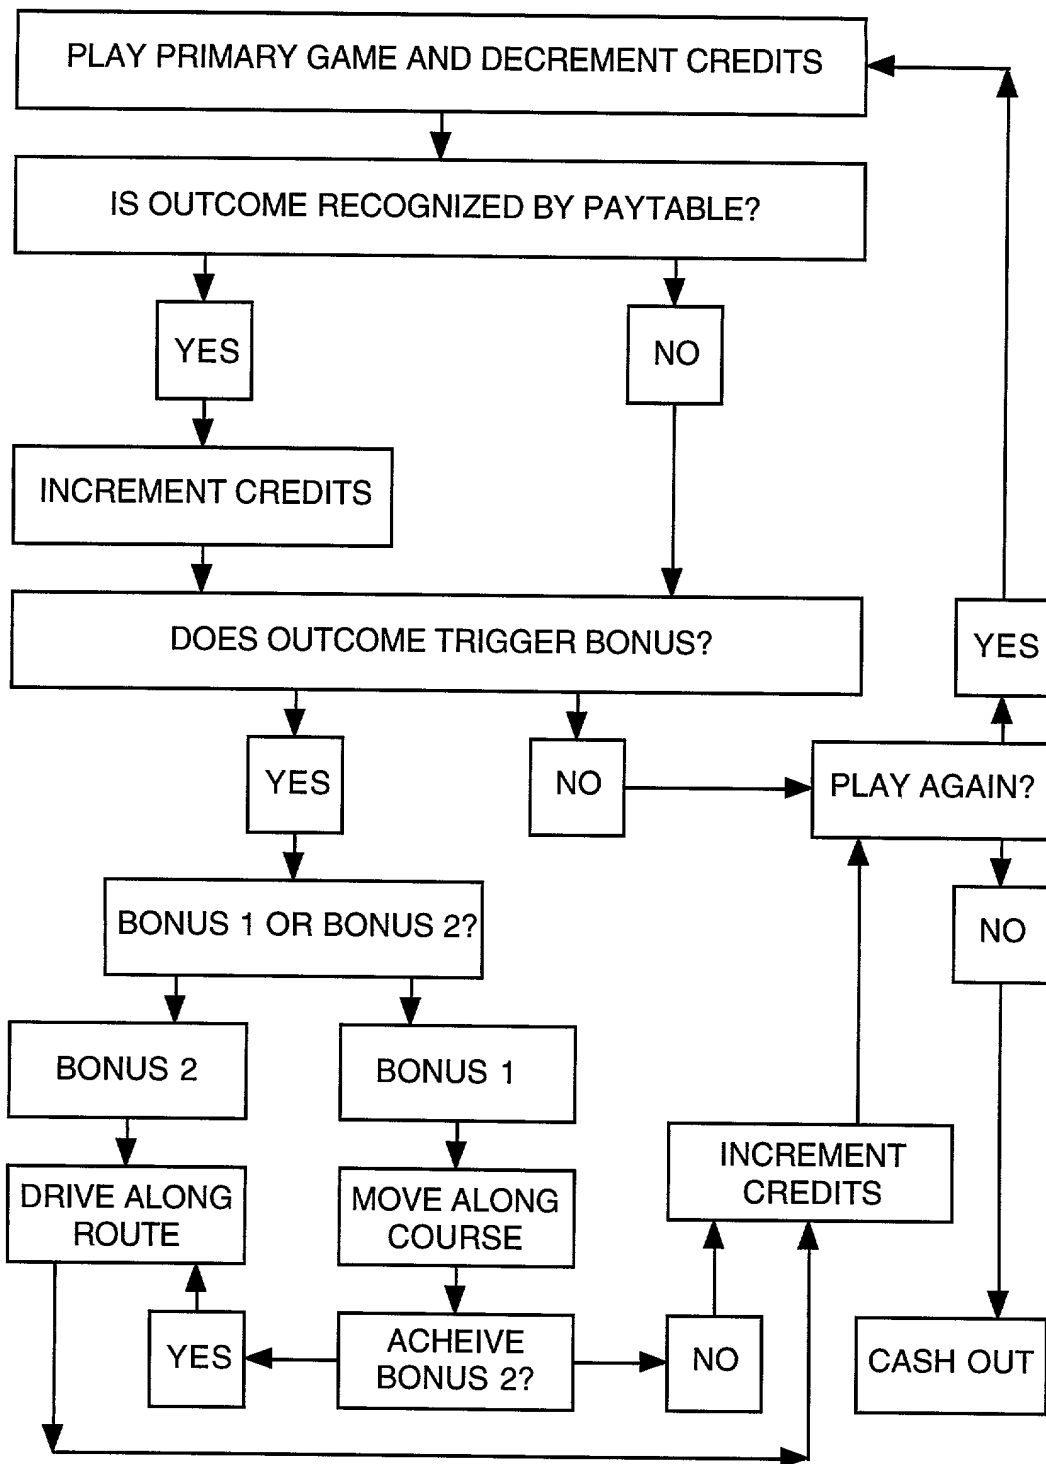 PLAY PRIMARY GAME AND DECREMENT CREDITS
IS OUTCOME RECOGNIZED BY PAYTABLE?
YES
NO
INCREMENT CREDITS
DOES OUTCOME TRIGGER BONUS?
YES
YES
NO
PLAY AGAIN?
BONUS 1 OR BONUS 2?
NO
BONUS 2
BONUS 1
INCREMENT
CREDITS
DRIVE ALONG
ROUTE
MOVE ALONG
COURSE
YES
ACHEIVE
BONUS 2?
NO
CASH OUT